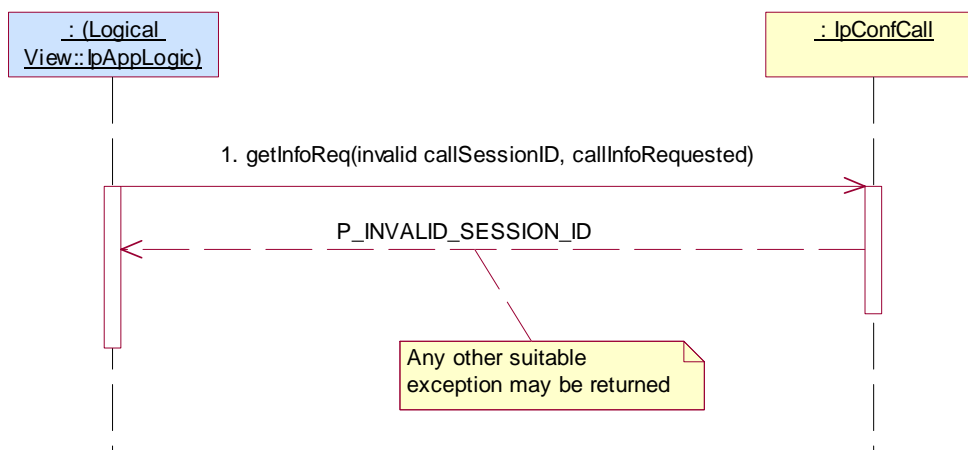 : (Logical
View::IpAppLogic)
: IpConfCall
1. getInfoReq(invalid callSessionID, callInfoRequested)
P_INVALID_SESSION_ID
Any other suitable
exception may be returned